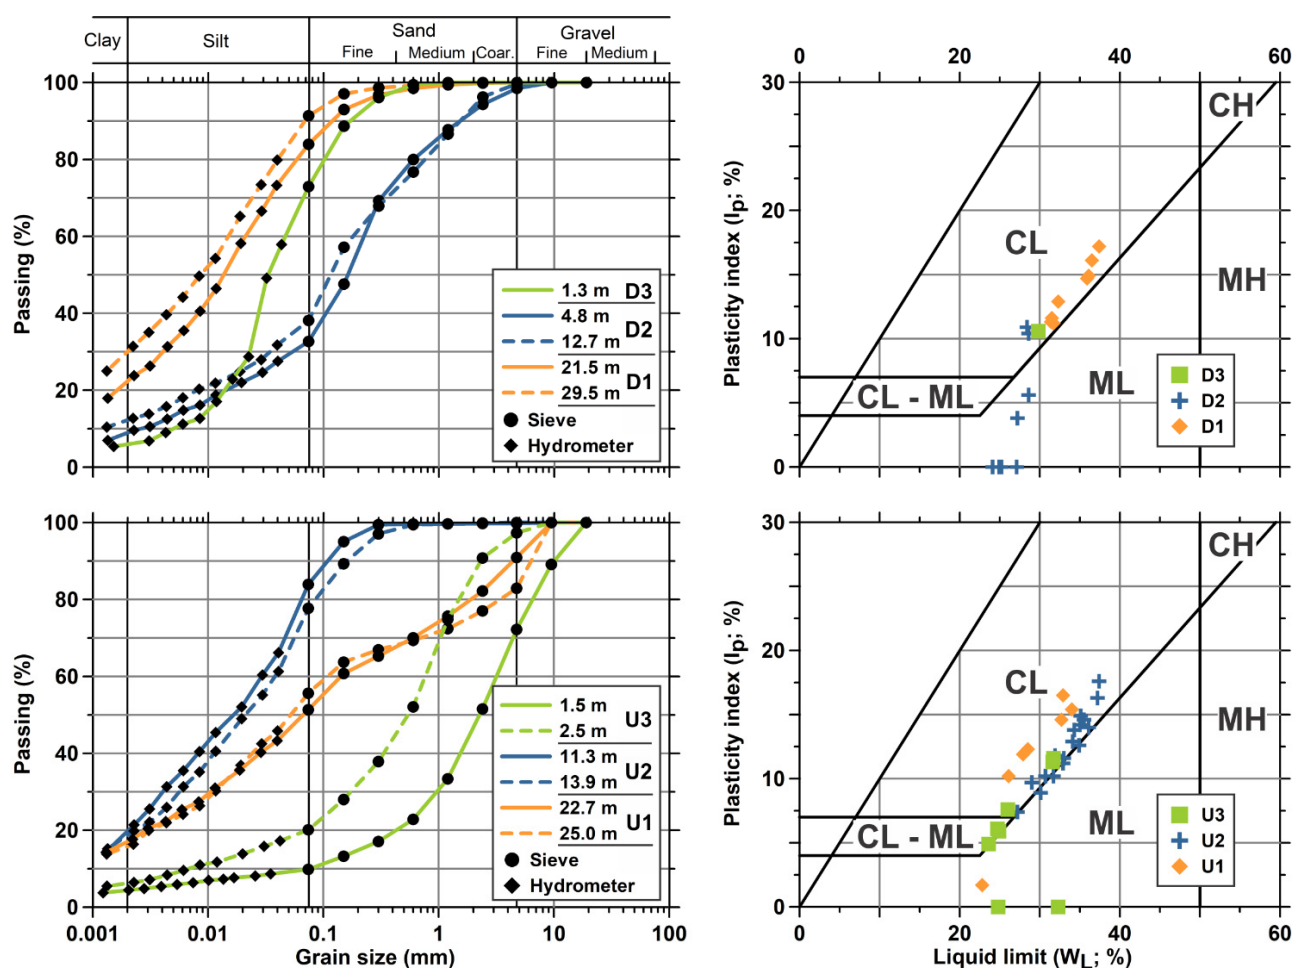 Clay
Silt
Sand
Gravel
Fine
Medium
Coar.
Fine
Medium
100
80
60
40
20
0
Passing (%)
1.3 m D3
4.8 m D2
12.7 m
21.5 m D1
29.5 m
Sieve
Hydrometer
0 20 40 60
30
20
10
0
Plasticity index (IP; %)
CH
CL
MH
ML
CL - ML
D3
D2
D1
100
80
60
40
20
0
Passing (%)
1.5 m U3
2.5 m
11.3 m U2
13.9 m
22.7 m U1
25.0 m
Sieve
Hydrometer
0.001 0.01 0.1 1 10 100
Grain size (mm)
30
20
10
0
Plasticity index (IP; %)
CH
CL
MH
ML
CL - ML
U3
U2
U1
0 20 40 60
Liquid limit (WL; %)